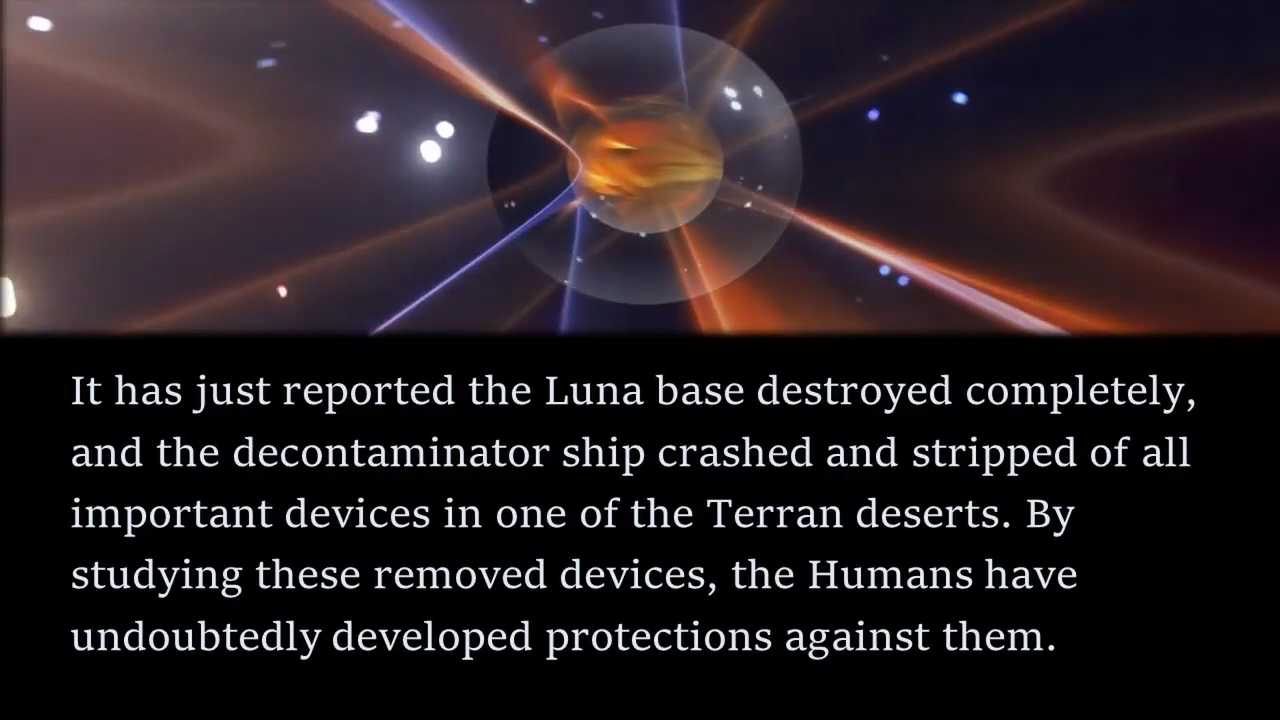 It has just reported the Luna base destroyed completely,
and the decontaminator ship crashed and stripped of all
important devices in one of the Terran deserts. By
studying these removed devices, the Humans have
undoubtedly developed protections against them.